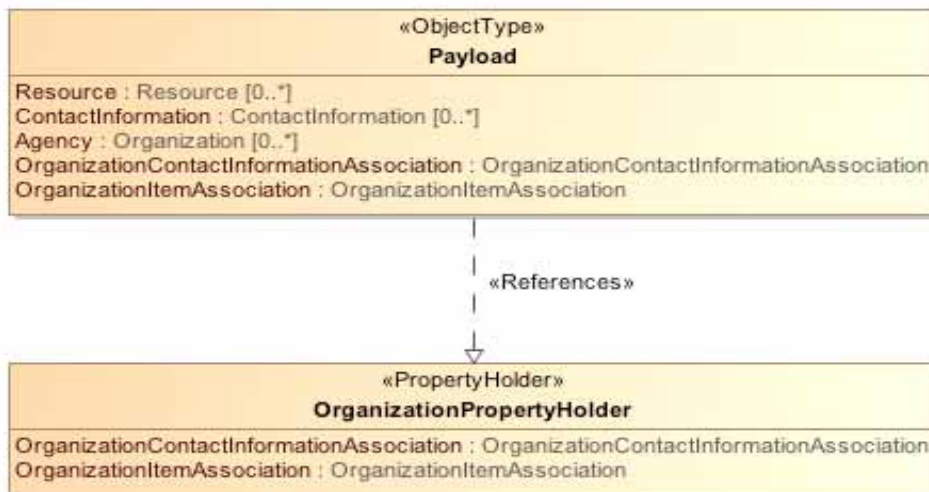 «ObjectType»
Payload
Resource : Resource [0..*]
ContactInformation : ContactInformation [0..*]
Agency : Organization [0..*]
OrganizationContactInformationAssociation : OrganizationContactInformationAssociation
OrganizationItemAssociation : OrganizationItemAssociation
«References»
«PropertyHolder»
OrganizationPropertyHolder
OrganizationContactInformationAssociation : OrganizationContactInformationAssociation
OrganizationItemAssociation : OrganizationItemAssociation